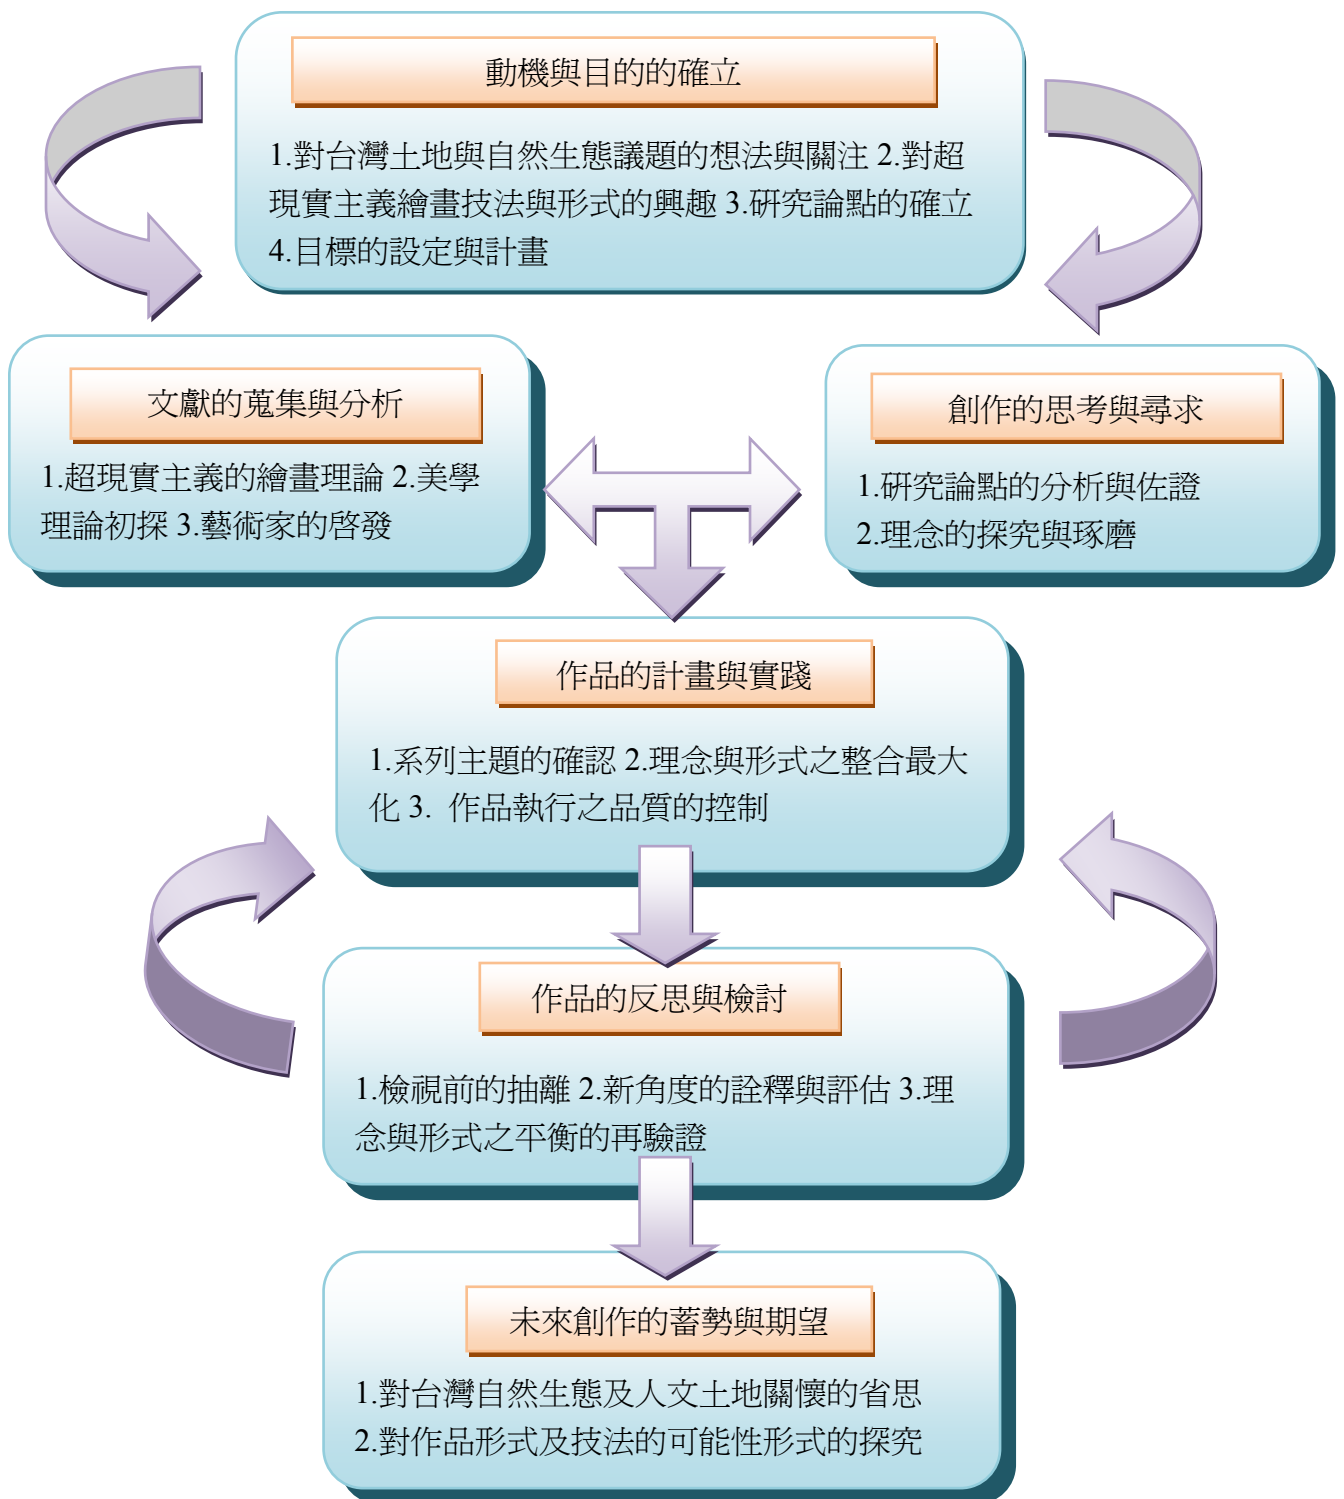 動機與目的的確立
1.對台灣土地與自然生態議題的想法與關注 2.對超
現實主義繪畫技法與形式的興趣 3.研究論點的確立
4.目標的設定與計畫
文獻的蒐集與分析
1.超現實主義的繪畫理論 2.美學
理論初探 3.藝術家的啓發
創作的思考與尋求
1.研究論點的分析與佐證
2.理念的探究與琢磨
作品的計畫與實踐
1.系列主題的確認 2.理念與形式之整合最大
化 3. 作品執行之品質的控制
作品的反思與檢討
1.檢視前的抽離 2.新角度的詮釋與評估 3.理
念與形式之平衡的再驗證
未來創作的蓄勢與期望
1.對台灣自然生態及人文土地關懷的省思
2.對作品形式及技法的可能性形式的探究